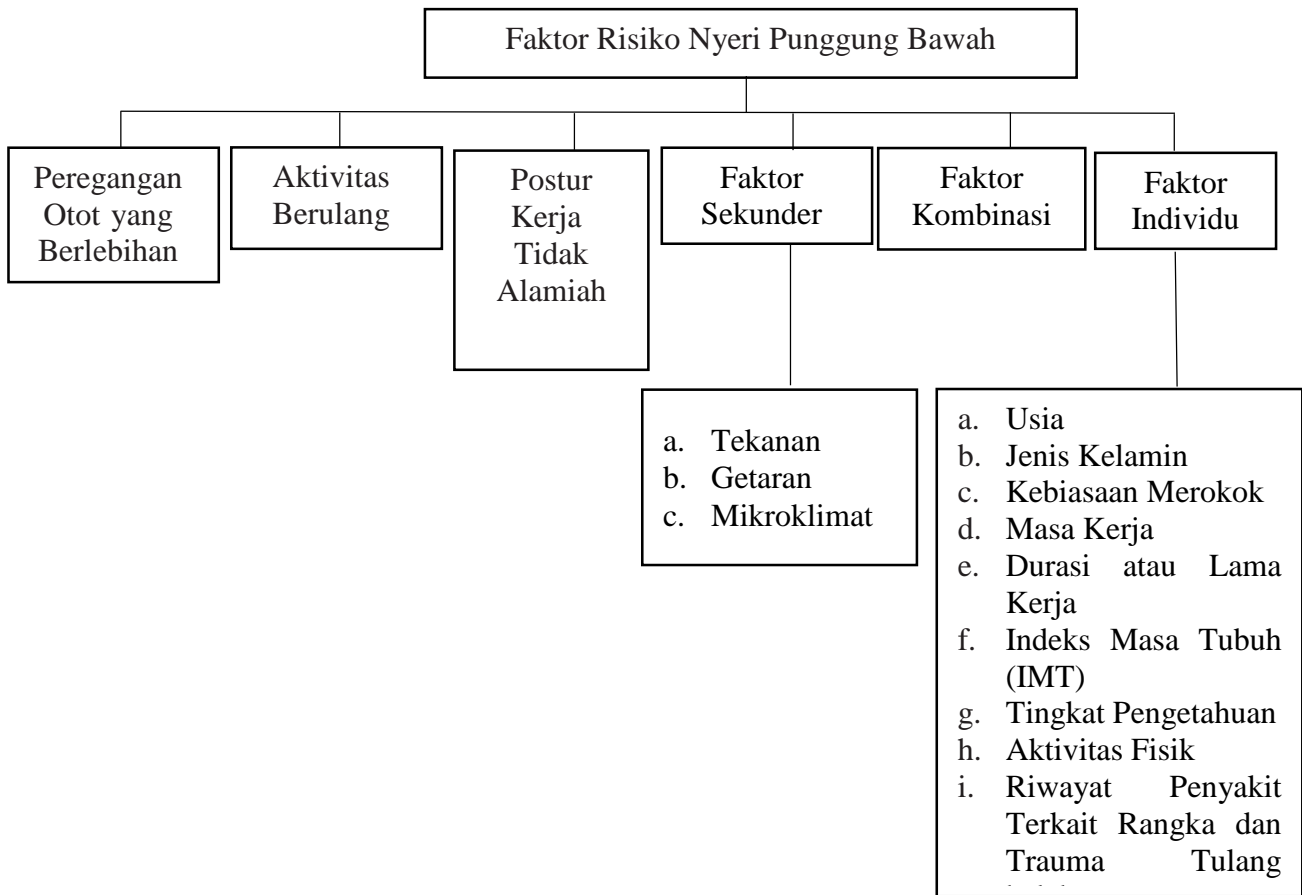 Faktor Risiko Nyeri Punggung Bawah
Peregangan
Otot yang
Berlebihan
Aktivitas
Berulang
Postur
Kerja
Tidak
Alamiah
Faktor
Sekunder
Faktor
Kombinasi
Faktor
Individu
a. Tekanan
b. Getaran
c. Mikroklimat
a. Usia
b. Jenis Kelamin
c. Kebiasaan Merokok
d. Masa Kerja
e. Durasi atau Lama
Kerja
f. Indeks Masa Tubuh
(IMT)
g. Tingkat Pengetahuan
h. Aktivitas Fisik
i. Riwayat Penyakit
Terkait Rangka dan
Trauma Tulang